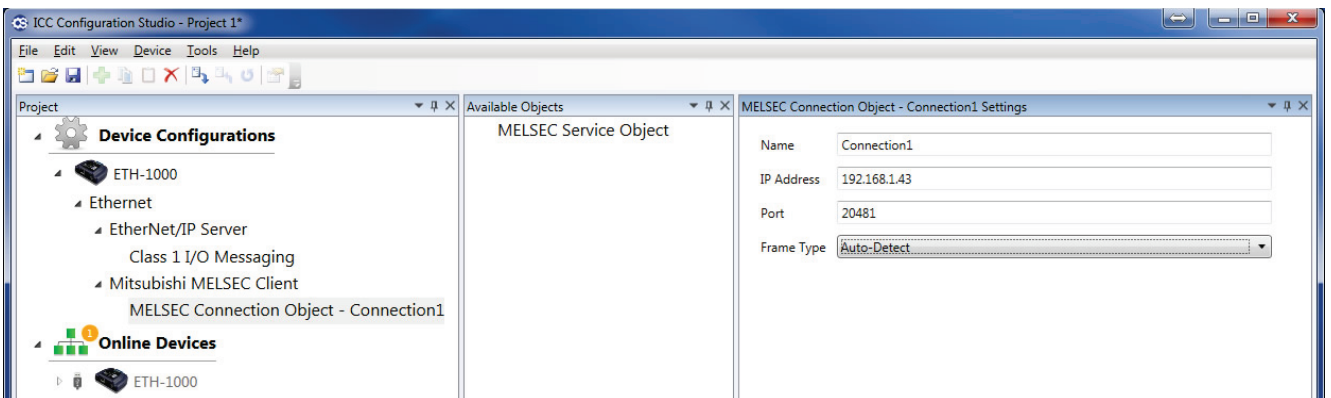 ICC Configuration Studio - Project 1*
File Edit View Device Tools Help
Project
Device Configurations
ETH-1000
Ethernet
EtherNet/IP Server
Class 1 I/O Messaging
Mitsubishi MELSEC Client
MELSEC Connection Object - Connection1
1
Online Devices
ETH-1000
Available Objects
MELSEC Service Object
MELSEC Connection Object - Connection1 Settings
Name Connection1
IP Address 192.168.1.43
Port 20481
Frame Type Auto-Detect